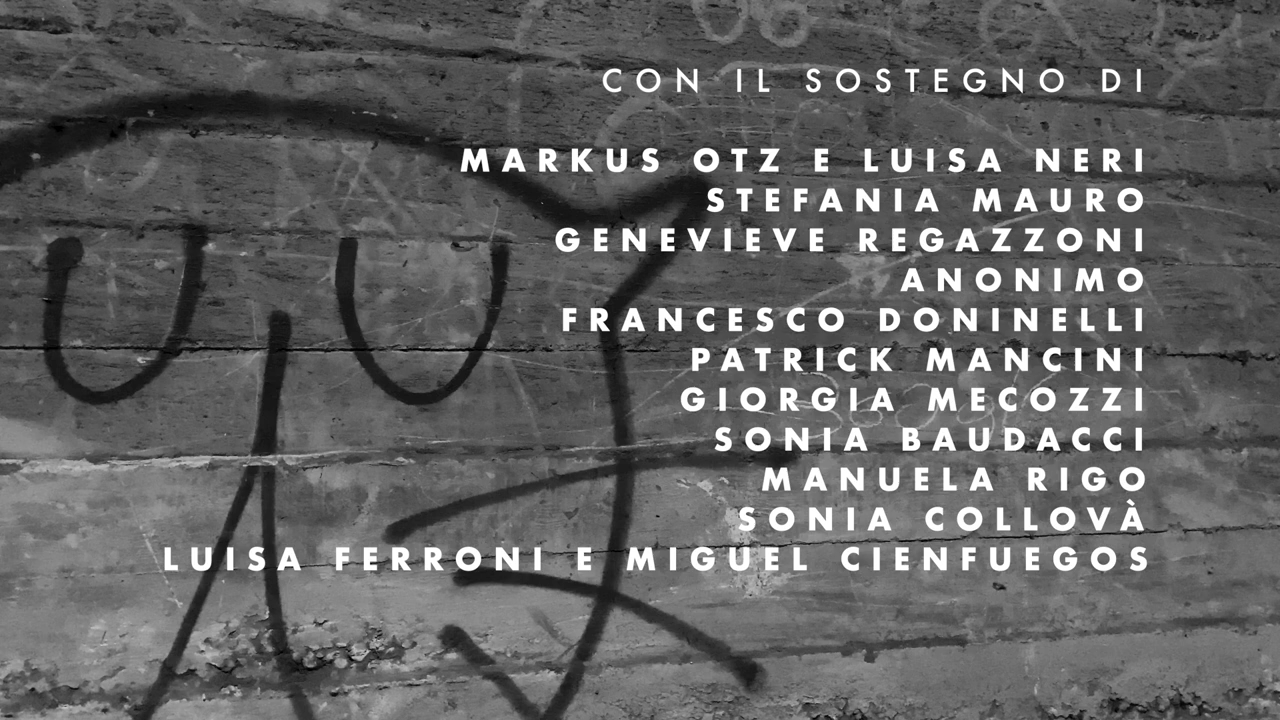 CON IL SOSTEGNO DI
MARKUS OTZ E LUISA NERI
STEFANIA MAURO
GENEVIEVE REGAZZONI
ANONIMO
FRANCESCO DONINELLI
PATRICK MANCINI
GIORGIA MECOZZI
SONIA BAUDACCI
MANUELA RIGO
SONIA COLLOVÀ
LUISA FERRONI E MIGUEL CIENFUEGOS